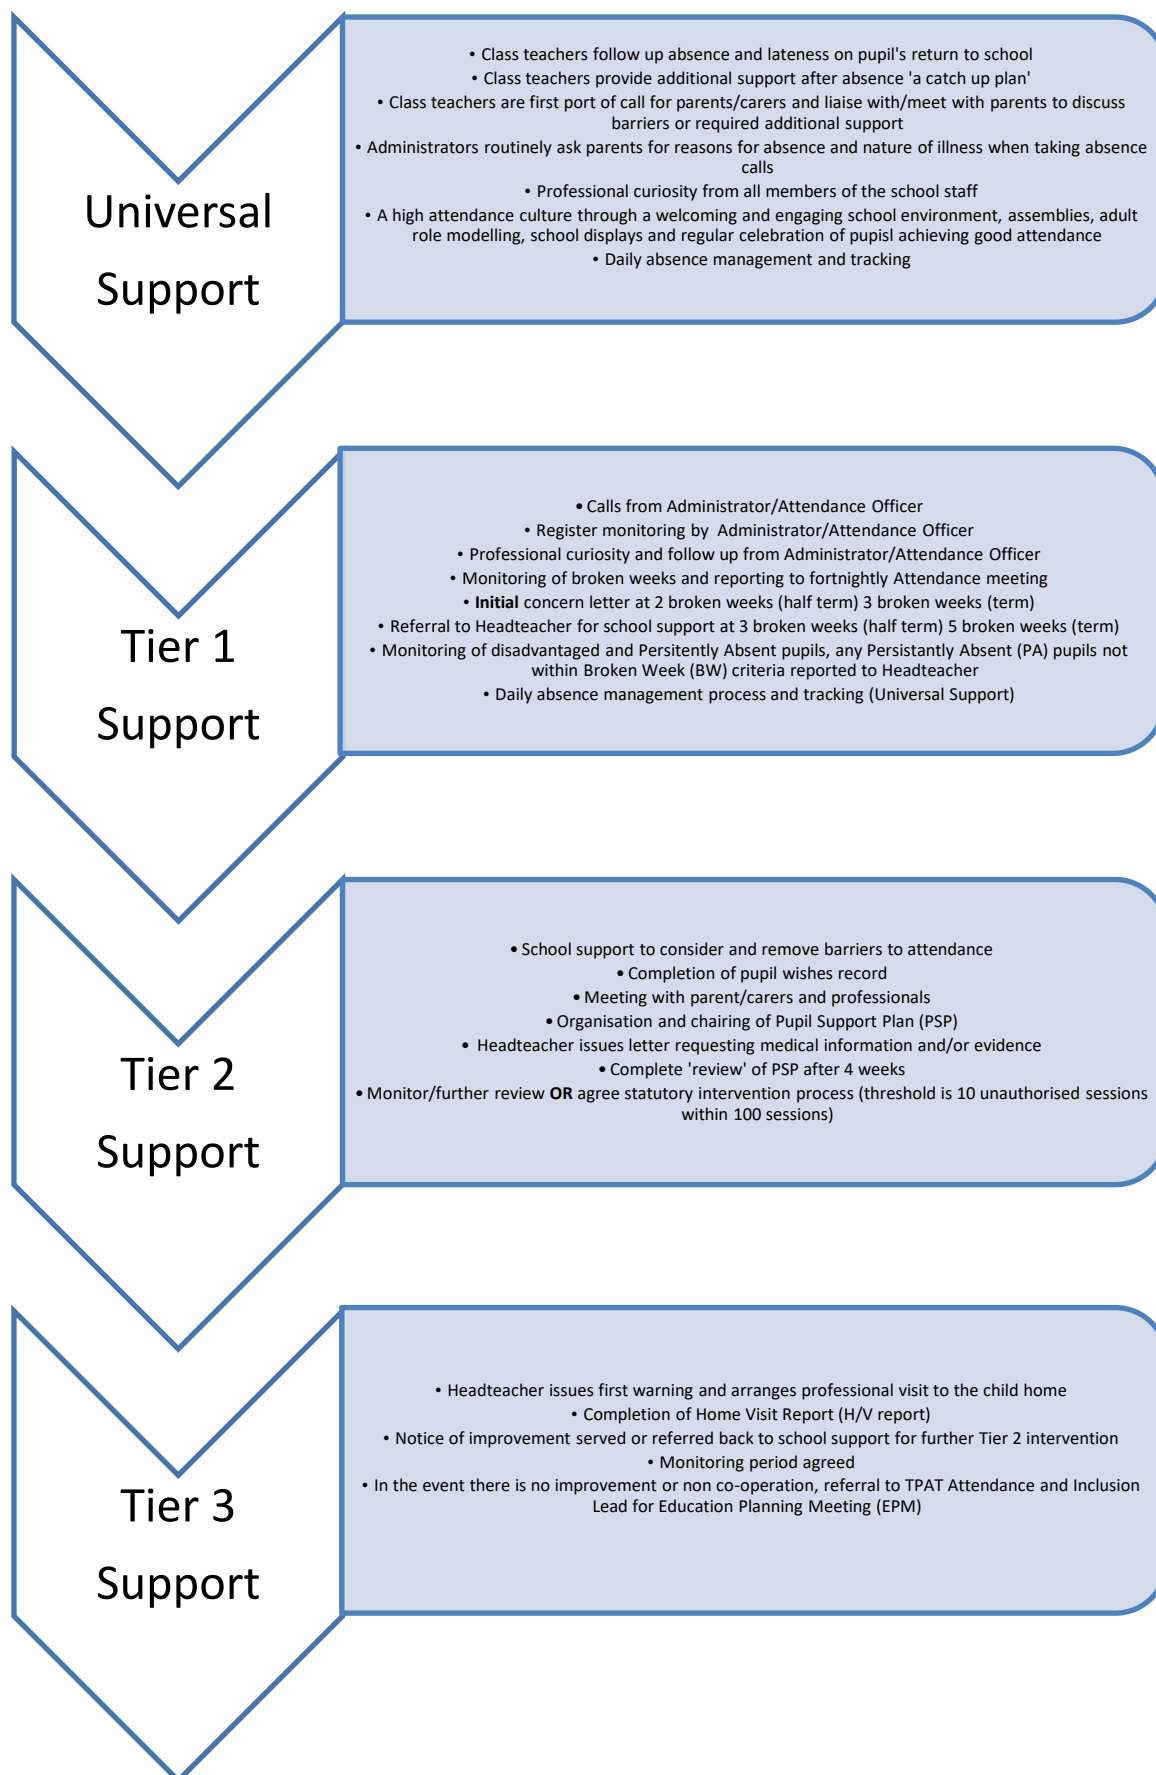 Universal
Support
• Class teachers follow up absence and lateness on pupil's return to school
• Class teachers provide additional support after absence 'a catch up plan'
• Class teachers are first port of call for parents/carers and liaise with/meet with parents to discuss
barriers or required additional support
• Administrators routinely ask parents for reasons for absence and nature of illness when taking absence
calls
• Professional curiosity from all members of the school staff
• A high attendance culture through a welcoming and engaging school environment, assemblies, adult
role modelling, school displays and regular celebration of pupisl achieving good attendance
• Daily absence management and tracking
Tier 1
Support
• Calls from Administrator/Attendance Officer
• Register monitoring by Administrator/Attendance Officer
• Professional curiosity and follow up from Administrator/Attendance Officer
• Monitoring of broken weeks and reporting to fortnightly Attendance meeting
• Initial concern letter at 2 broken weeks (half term) 3 broken weeks (term)
• Referral to Headteacher for school support at 3 broken weeks (half term) 5 broken weeks (term)
• Monitoring of disadvantaged and Persitently Absent pupils, any Persistantly Absent (PA) pupils not
within Broken Week (BW) criteria reported to Headteacher
• Daily absence management process and tracking (Universal Support)
Tier 2
Support
• School support to consider and remove barriers to attendance
• Completion of pupil wishes record
• Meeting with parent/carers and professionals
• Organisation and chairing of Pupil Support Plan (PSP)
• Headteacher issues letter requesting medical information and/or evidence
• Complete 'review' of PSP after 4 weeks
• Monitor/further review OR agree statutory intervention process (threshold is 10 unauthorised sessions
within 100 sessions)
Tier 3
Support
• Headteacher issues first warning and arranges professional visit to the child home
• Completion of Home Visit Report (H/V report)
• Notice of improvement served or referred back to school support for further Tier 2 intervention
• Monitoring period agreed
• In the event there is no improvement or non co-operation, referral to TPAT Attendance and Inclusion
Lead for Education Planning Meeting (EPM)